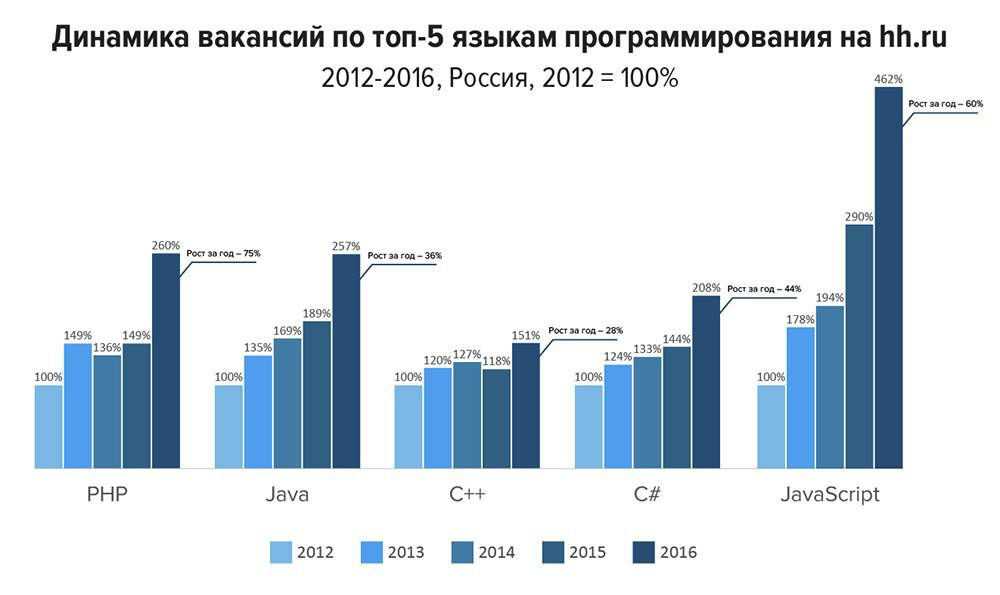 Динамика вакансий по топ-5 языкам программирования на hh.ru
2012-2016, Россия, 2012 = 100%
100%
149%
136%
149%
260%
Рост за год – 75%
100%
135%
169%
189%
257%
Рост за год – 36%
100%
120%
127%
118%
151%
Рост за год – 28%
100%
124%
133%
144%
208%
Рост за год – 44%
100%
178%
194%
290%
462%
Рост за год – 60%
PHP
Java
C++
C#
JavaScript
2012
2013
2014
2015
2016